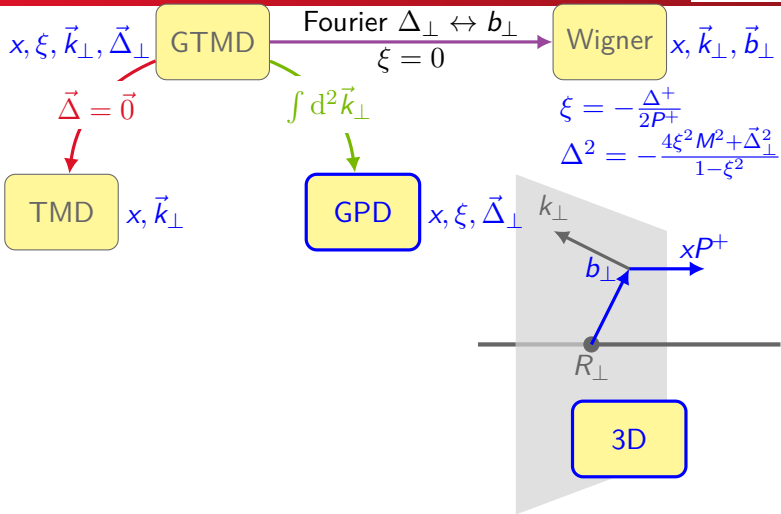 x, ξ, k⃗⊥, Δ⃗⊥ GTMD Fourier Δ⊥ ↔ b⊥ Wigner x, k⃗⊥, b⃗⊥
ξ = 0
Δ⃗ = 0⃗ ∫ d²k⃗⊥ ξ = −Δ⁺/2P⁺
Δ² = −(4ξ²M²+Δ⃗⊥²)/(1−ξ²)
TMD x, k⃗⊥ GPD x, ξ, Δ⃗⊥
k⊥
b⊥ xP⁺
R⊥
3D